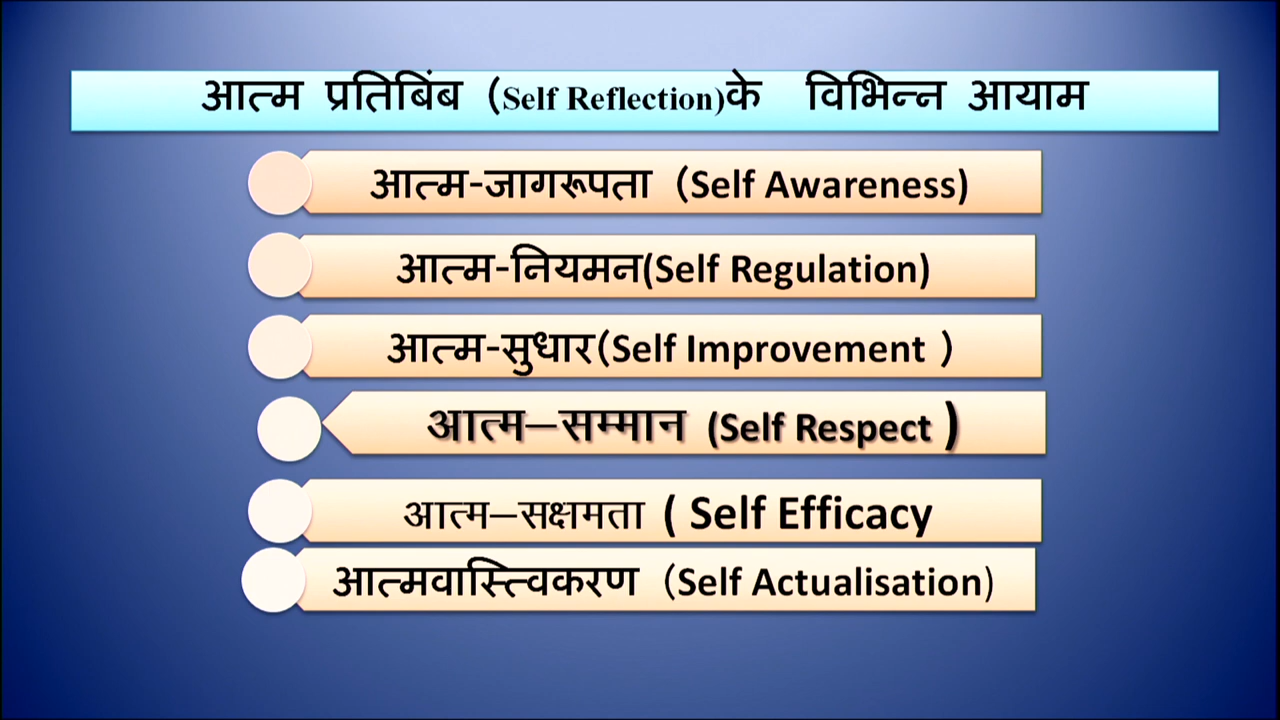 आत्म प्रतिबिंब (Self Reflection)के विभिन्न आयाम
आत्म-जागरूपता (Self Awareness)
आत्म-नियमन(Self Regulation)
आत्म-सुधार(Self Improvement )
आत्म–सम्मान (Self Respect )
आत्म–सक्षमता ( Self Efficacy
आत्मवास्त्विकरण (Self Actualisation)